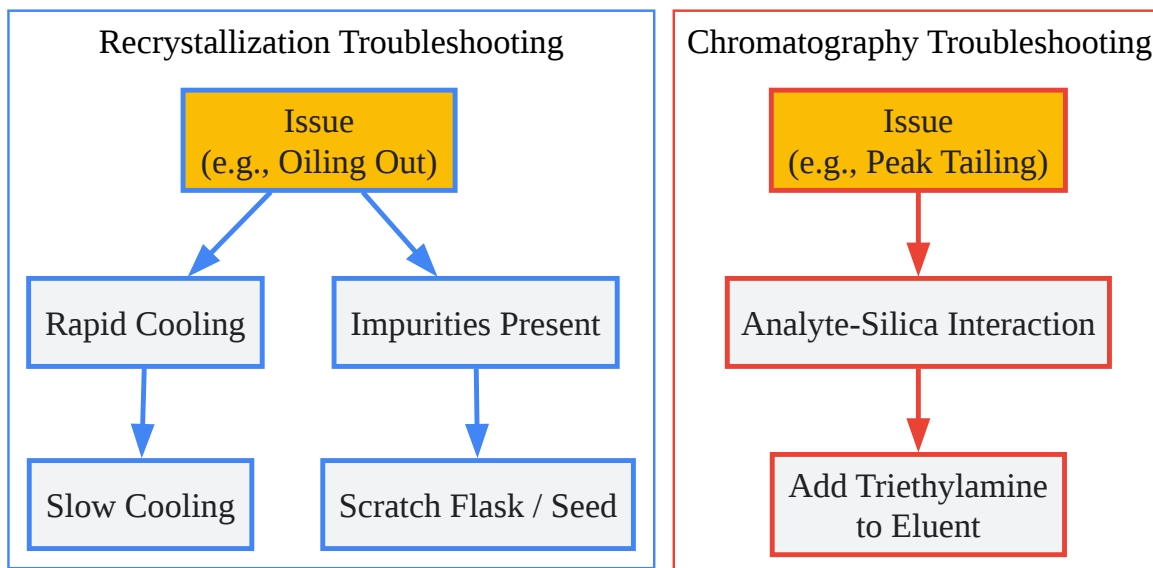 Recrystallization Troubleshooting
Issue
(e.g., Oiling Out)
Rapid Cooling
Impurities Present
Slow Cooling
Scratch Flask / Seed
Chromatography Troubleshooting
Issue
(e.g., Peak Tailing)
Analyte-Silica Interaction
Add Triethylamine
to Eluent